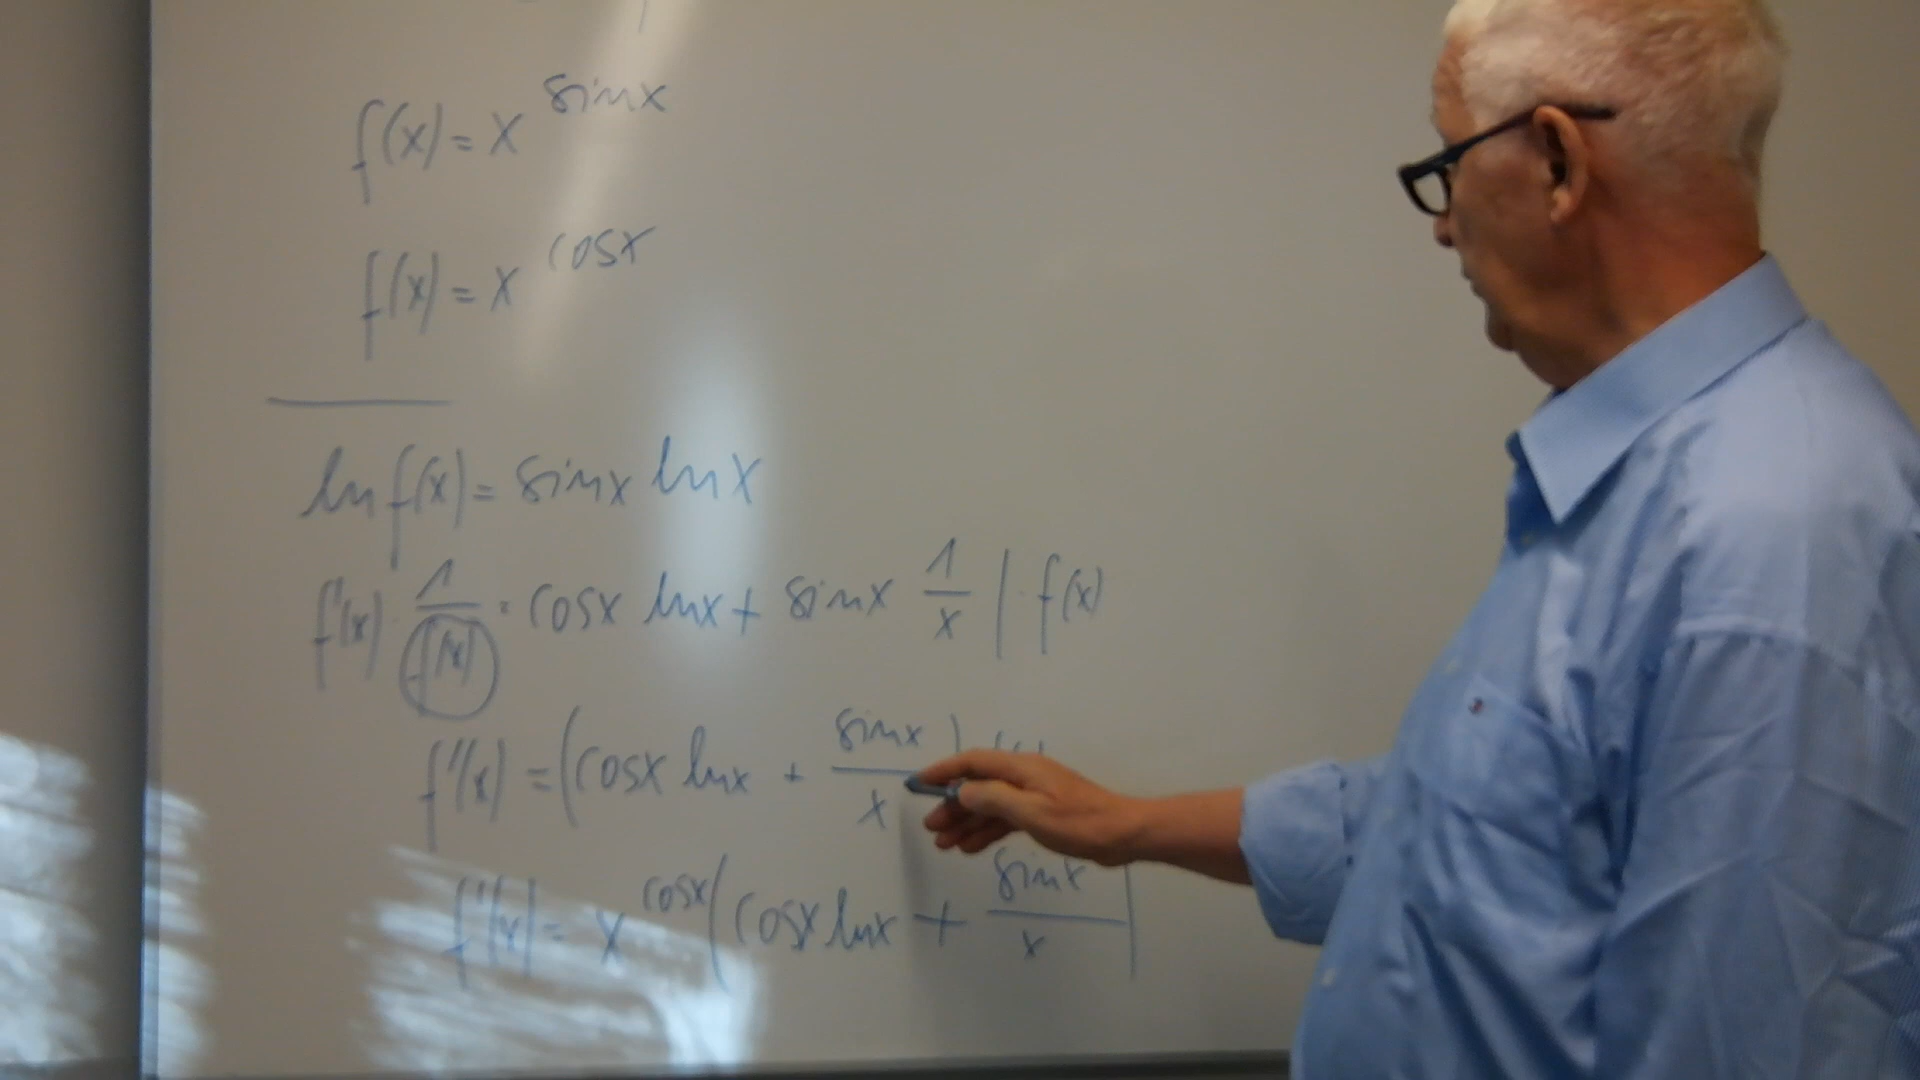 f(x) = x^sinx
f(x) = x^cosx
ln f(x) = sinx lnx
f'(x) · 1/f(x) = cosx lnx + sinx 1/x | · f(x)
f'(x) = (cosx lnx + sinx/x)
f'(x) = x^cosx (cosx lnx + sinx/x)